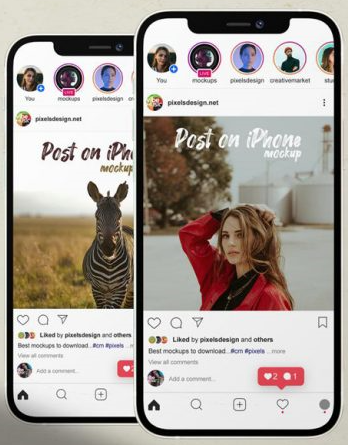 You
LIVE
mockups
pixelsdesign
pixelsdesign.net
Post on iPh
mockup
Liked by pixelsdesign and others
Best mockups to download...#cm #pixels ...more
View all comments
Add a comment...
You
LIVE
mockups
pixelsdesign
creativemarket
pixelsdesign.net
Post on iPhone
mockup
Liked by pixelsdesign and others
Best mockups to download...#cm #pixels ...more
View all comments
Add a comment...
2 1